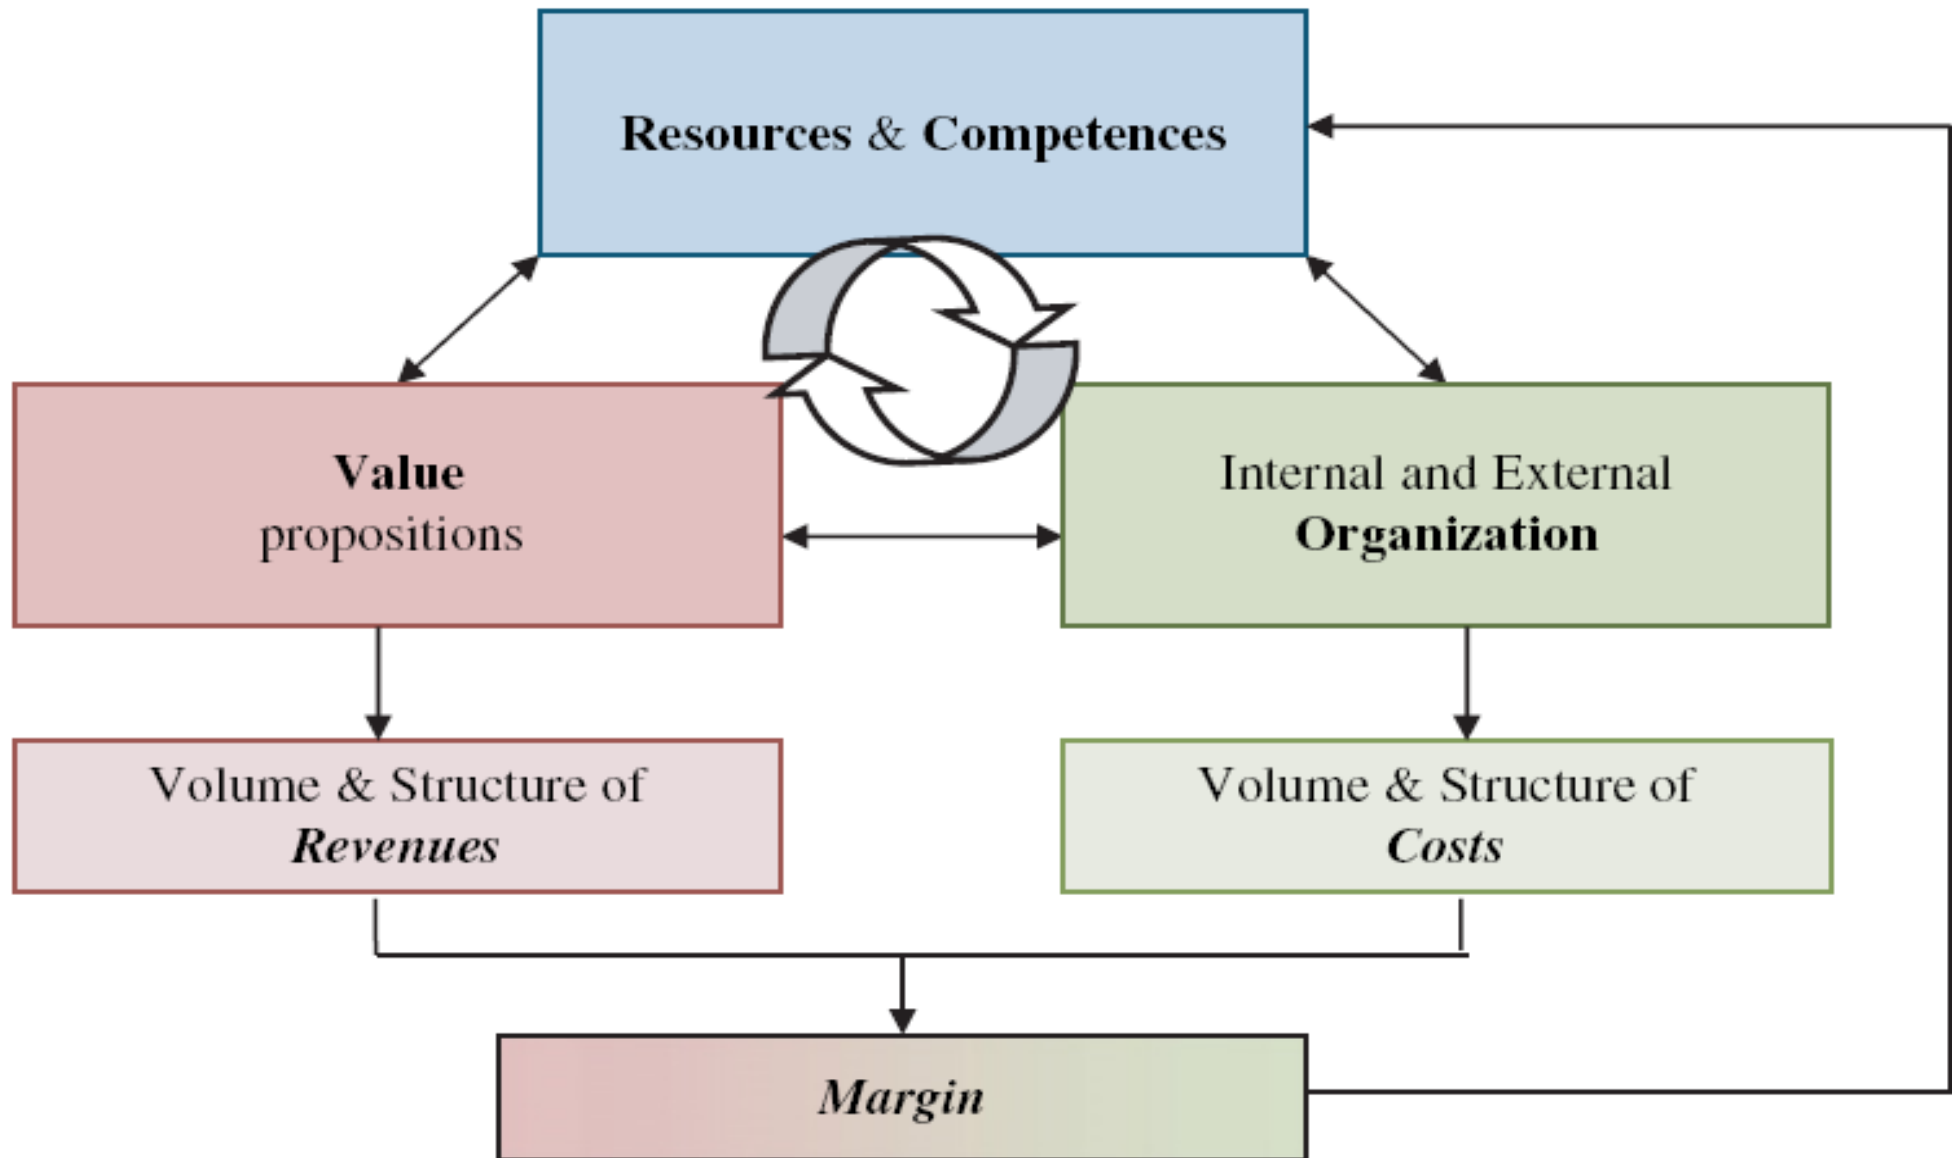 Resources & Competences
Value
propositions
Internal and External
Organization
Volume & Structure of
Revenues
Volume & Structure of
Costs
Margin